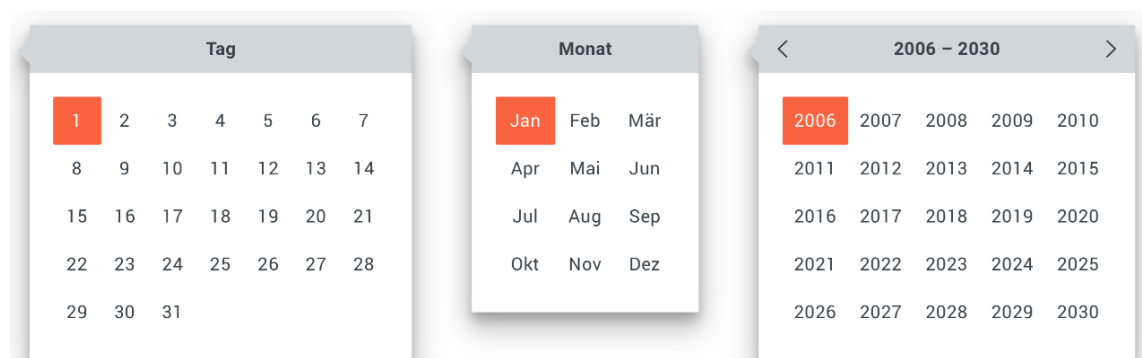 Tag
1 2 3 4 5 6 7
8 9 10 11 12 13 14
15 16 17 18 19 20 21
22 23 24 25 26 27 28
29 30 31
Monat
Jan Feb Mär
Apr Mai Jun
Jul Aug Sep
Okt Nov Dez
2006 – 2030
2006 2007 2008 2009 2010
2011 2012 2013 2014 2015
2016 2017 2018 2019 2020
2021 2022 2023 2024 2025
2026 2027 2028 2029 2030